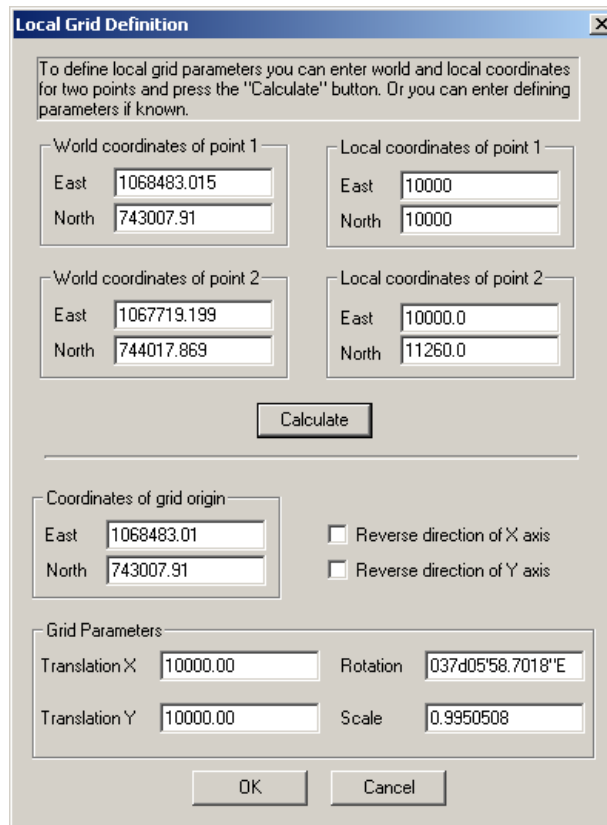 Local Grid Definition
To define local grid parameters you can enter world and local coordinates
for two points and press the "Calculate" button. Or you can enter defining
parameters if known.
World coordinates of point 1
East 1068483.015
North 743007.91
Local coordinates of point 1
East 10000
North 10000
World coordinates of point 2
East 1067719.199
North 744017.869
Local coordinates of point 2
East 10000.0
North 11260.0
Calculate
Coordinates of grid origin
East 1068483.01
North 743007.91
Reverse direction of X axis
Reverse direction of Y axis
Grid Parameters
Translation X 10000.00 Rotation 037d05'58.7018"E
Translation Y 10000.00 Scale 0.9950508
OK Cancel